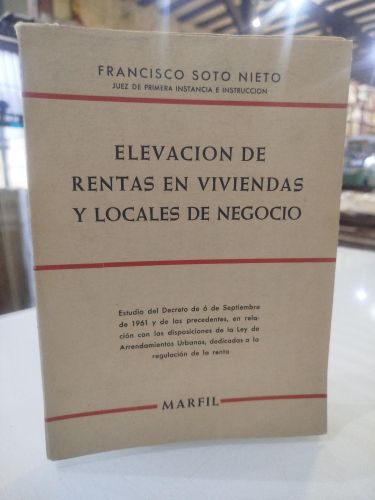 FRANCISCO SOTO NIETO
JUEZ DE PRIMERA INSTANCIA E INSTRUCCION
ELEVACION DE
RENTAS EN VIVIENDAS
Y LOCALES DE NEGOCIO
Estudio del Decreto de 6 de Septiembre
de 1961 y de los precedentes, en rela-
ción con las disposiciones de la Ley de
Arrendamientos Urbanos, dedicadas a la
regulación de la renta
MARFIL